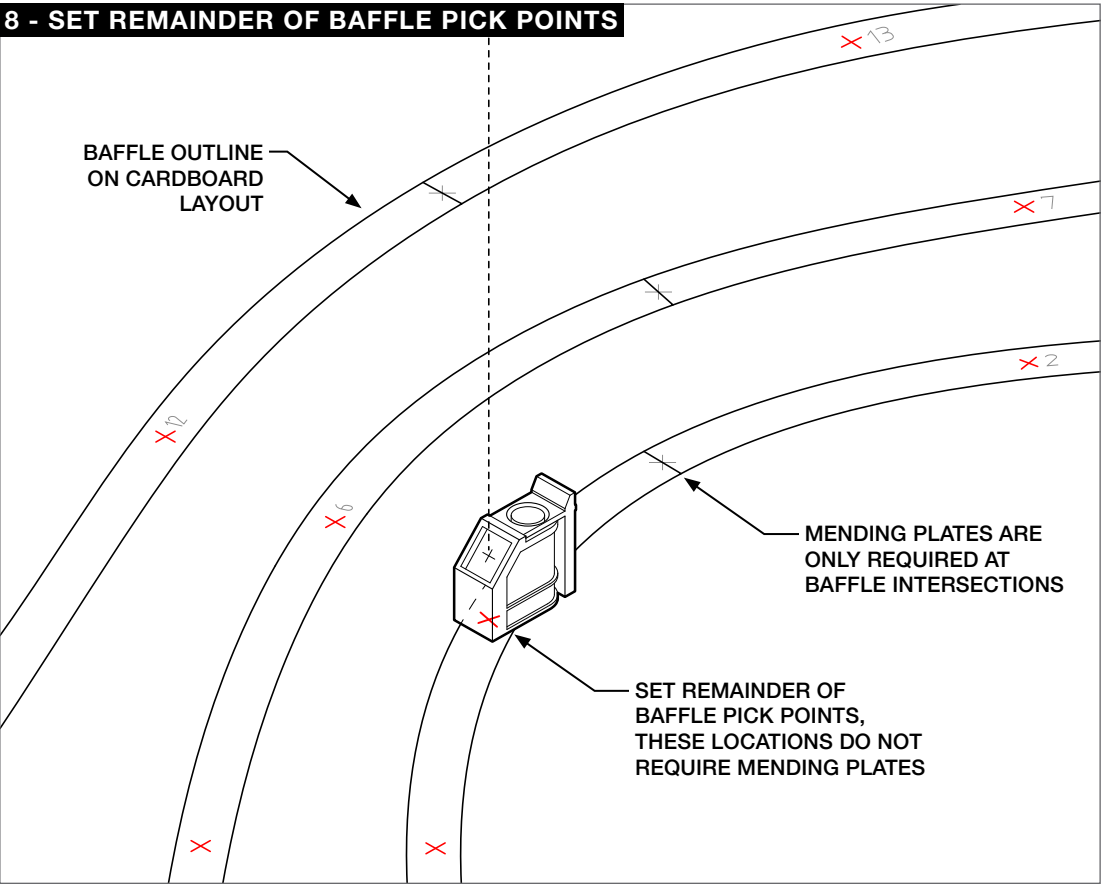 8 - SET REMAINDER OF BAFFLE PICK POINTS
13
BAFFLE OUTLINE
ON CARDBOARD
LAYOUT
7
2
12
6
MENDING PLATES ARE
ONLY REQUIRED AT
BAFFLE INTERSECTIONS
SET REMAINDER OF
BAFFLE PICK POINTS,
THESE LOCATIONS DO NOT
REQUIRE MENDING PLATES